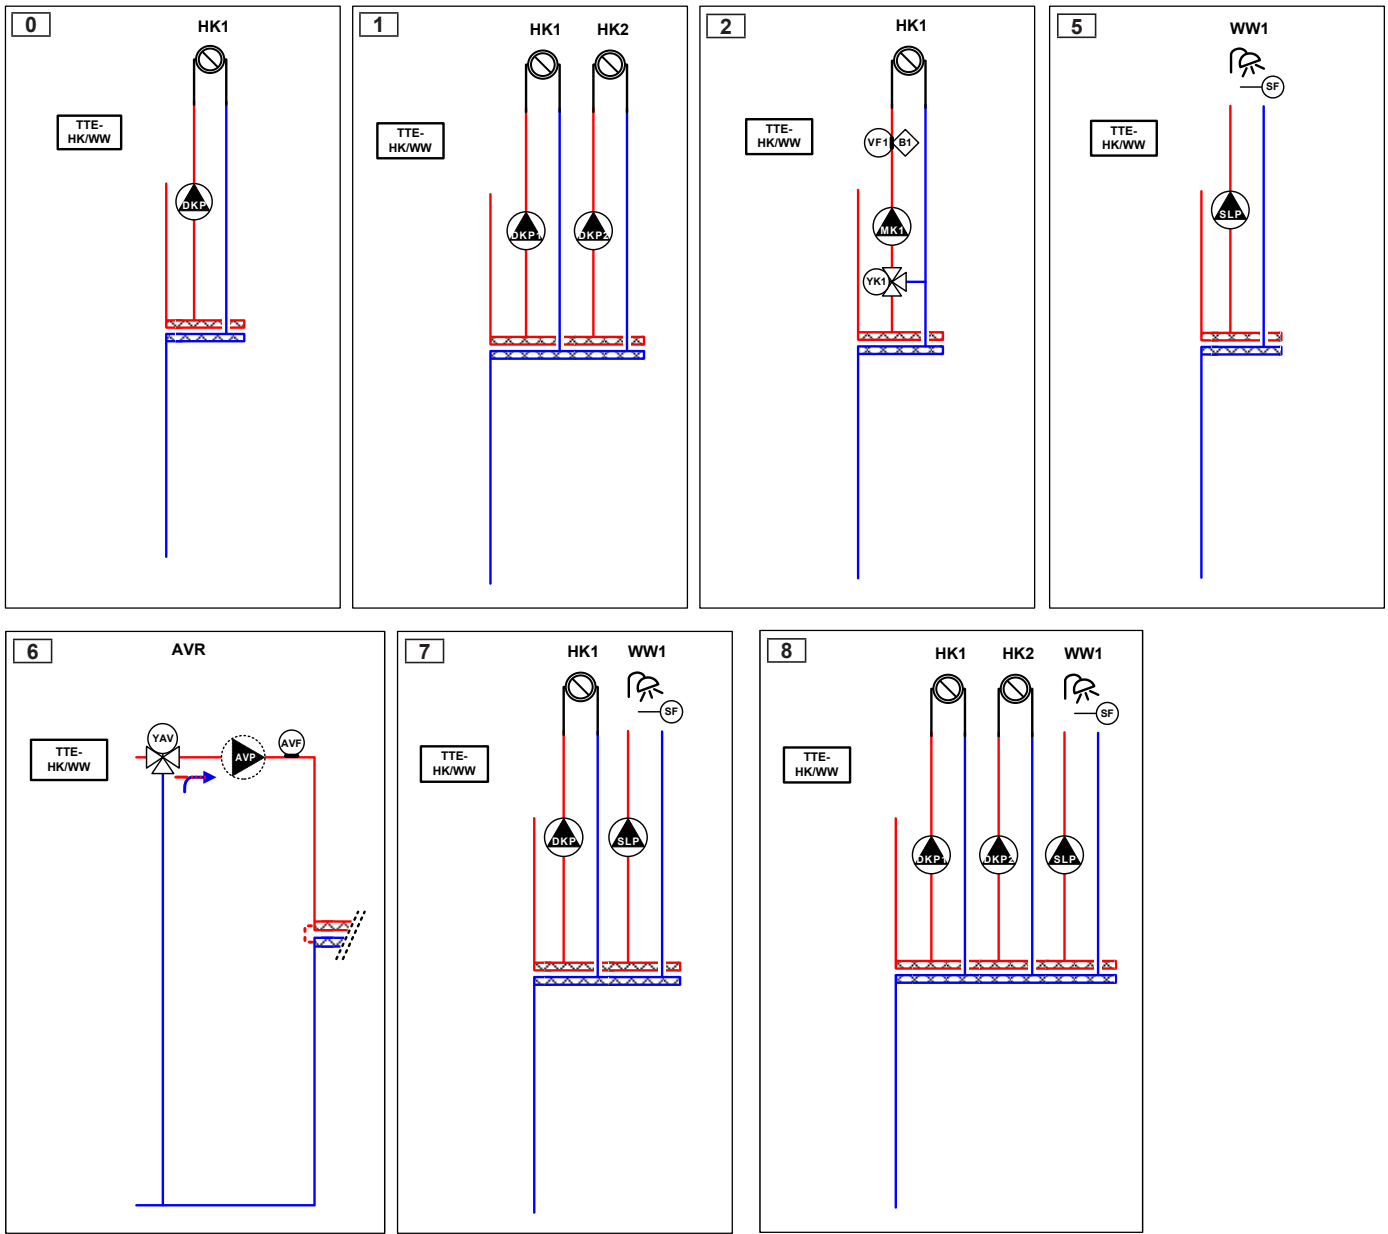 0
HK1
TTE-
HK/WW
DKP
1
HK1 HK2
TTE-
HK/WW
DKP1 DKP2
2
HK1
TTE-
HK/WW
VF1 B1
MK1
YK1
5
WW1
SF
TTE-
HK/WW
SLP
6
AVR
YAV
AVF
TTE-
HK/WW
AVP
7
HK1 WW1
SF
TTE-
HK/WW
DKP SLP
8
HK1 HK2 WW1
SF
TTE-
HK/WW
DKP1 DKP2 SLP